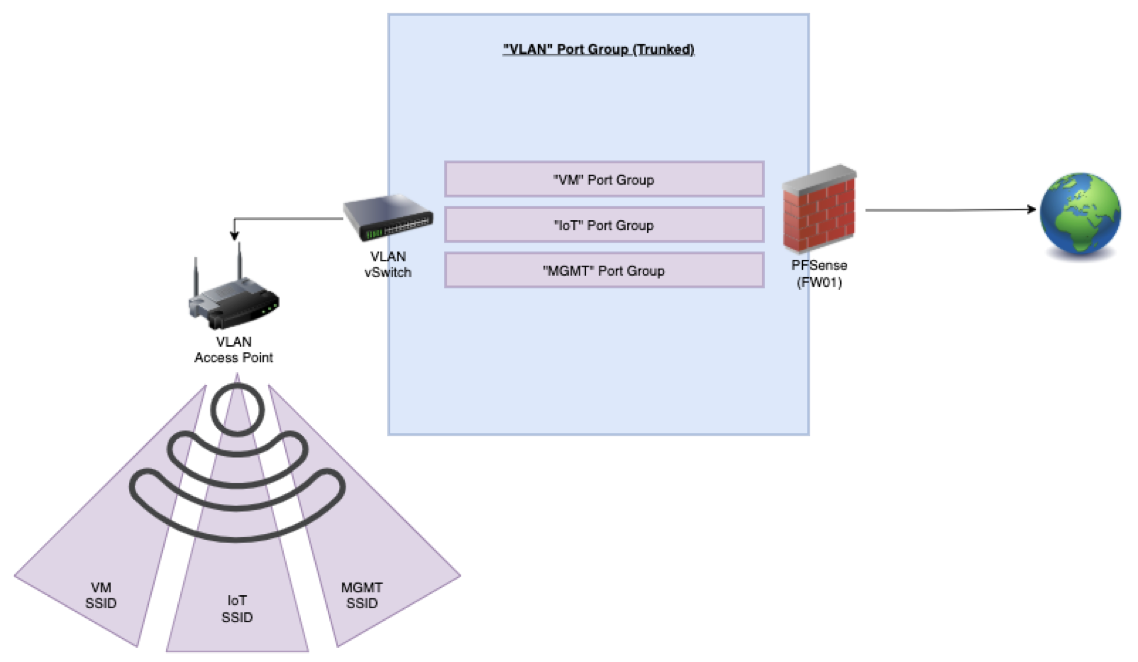 "VLAN" Port Group (Trunked)
"VM" Port Group
"IoT" Port Group
"MGMT" Port Group
VLAN
vSwitch
PFSense
(FW01)
VLAN
Access Point
VM
SSID
IoT
SSID
MGMT
SSID